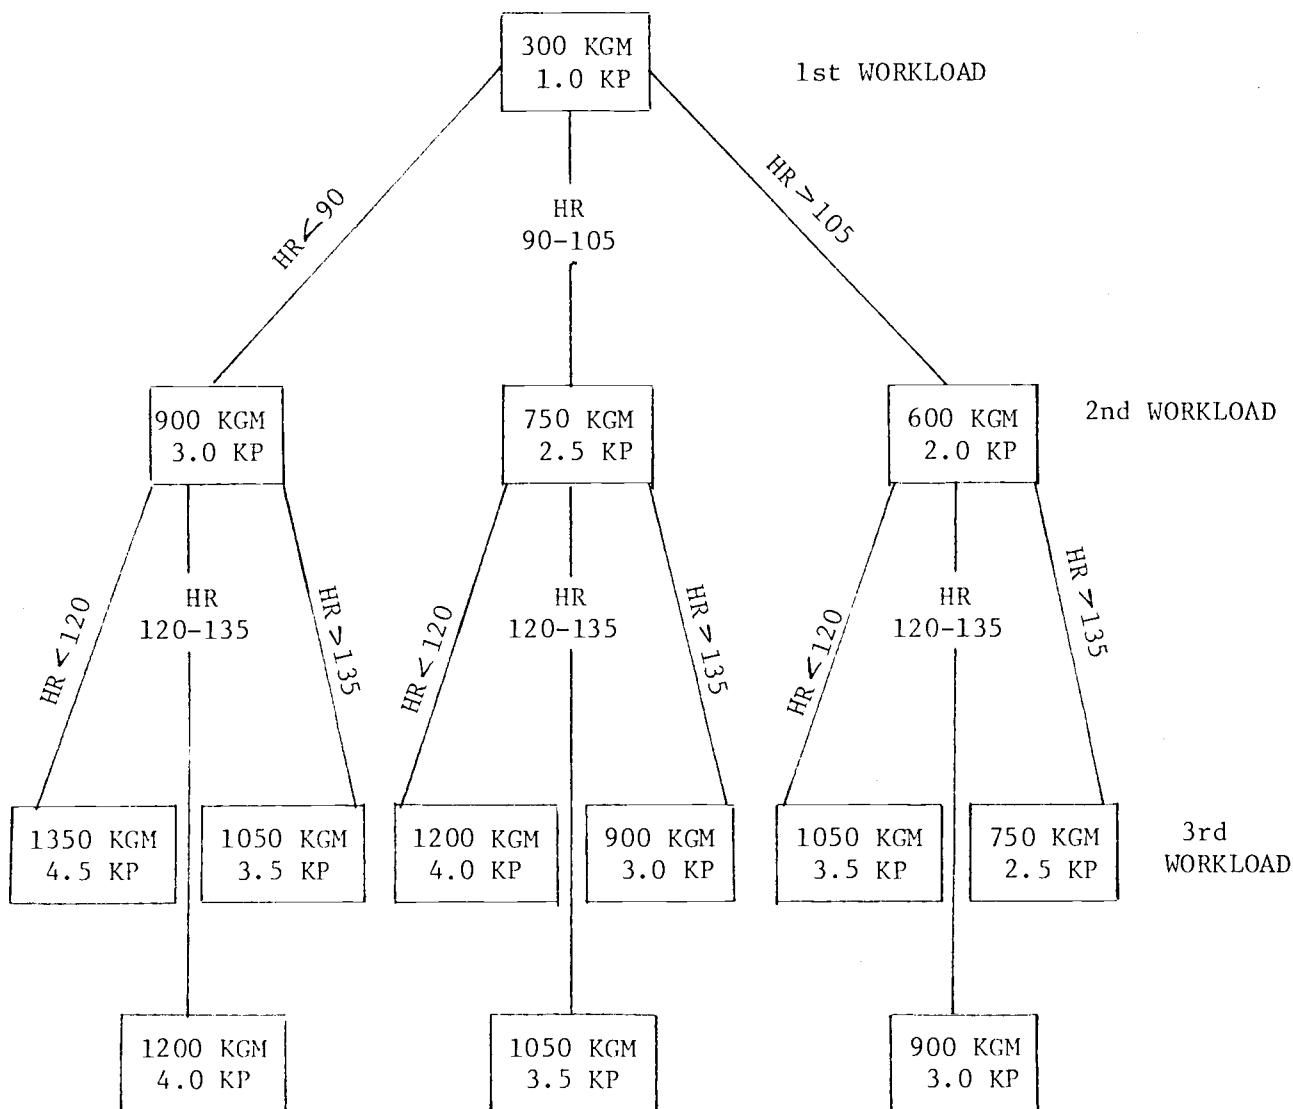 300 KGM
1.0 KP
1st WORKLOAD
HR<90
HR
90-105
HR>105
900 KGM
3.0 KP
750 KGM
2.5 KP
600 KGM
2.0 KP
2nd WORKLOAD
HR<120
HR
120-135
HR>135
HR<120
HR
120-135
HR>135
HR<120
HR
120-135
HR>135
1350 KGM
4.5 KP
1050 KGM
3.5 KP
1200 KGM
4.0 KP
900 KGM
3.0 KP
1050 KGM
3.5 KP
750 KGM
2.5 KP
3rd
WORKLOAD
1200 KGM
4.0 KP
1050 KGM
3.5 KP
900 KGM
3.0 KP